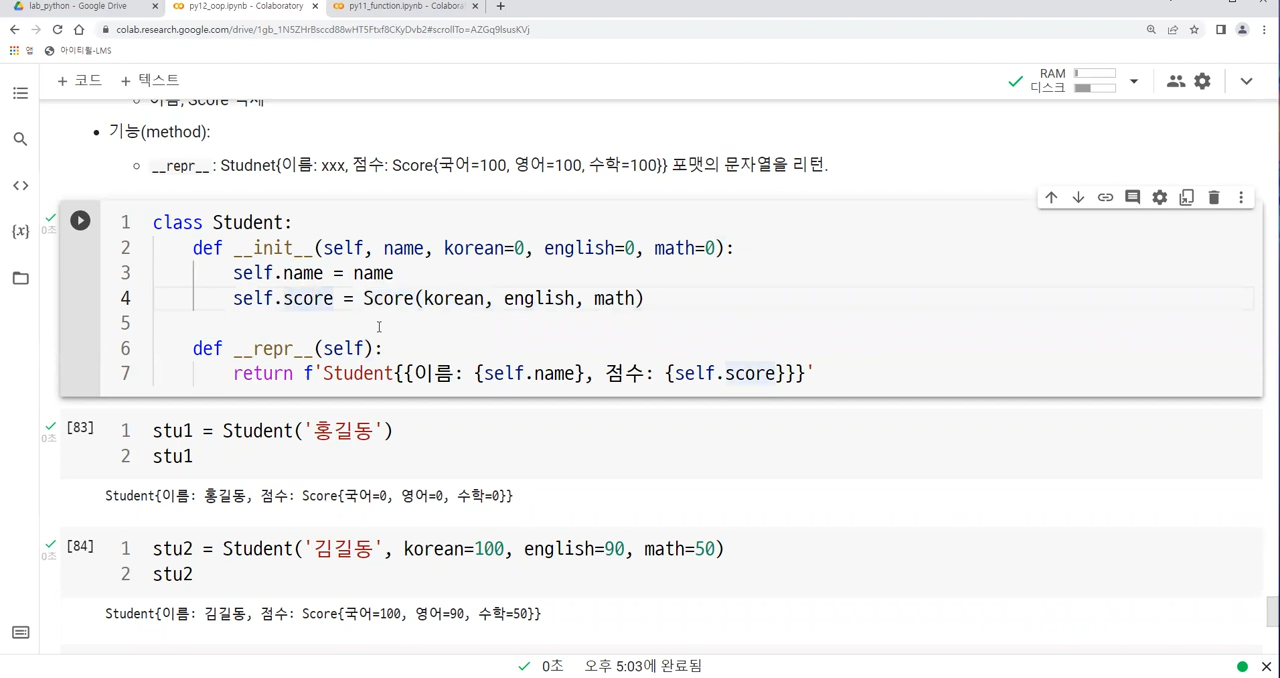 lab_python - Google Drive
py12_oop.ipynb - Colaboratory
py11_function.ipynb - Colabora
colab.research.google.com/drive/1gb_1N5ZHrBsccd88wHT5Ftxf8CKyDvb2#scrollTo=AZGq9lsusKVj
앱
아이티윌-LMS
+ 코드 + 텍스트
RAM
디스크
기능(method):
__repr__: Studnet{이름: xxx, 점수: Score{국어=100, 영어=100, 수학=100}} 포맷의 문자열을 리턴.
{x}
0초
1 class Student:
2 def __init__(self, name, korean=0, english=0, math=0):
3 self.name = name
4 self.score = Score(korean, english, math)
5
6 def __repr__(self):
7 return f'Student{{이름: {self.name}, 점수: {self.score}}}'
[83]
0초
1 stu1 = Student('홍길동')
2 stu1
Student{이름: 홍길동, 점수: Score{국어=0, 영어=0, 수학=0}}
[84]
0초
1 stu2 = Student('김길동', korean=100, english=90, math=50)
2 stu2
Student{이름: 김길동, 점수: Score{국어=100, 영어=90, 수학=50}}
0초 오후 5:03에 완료됨